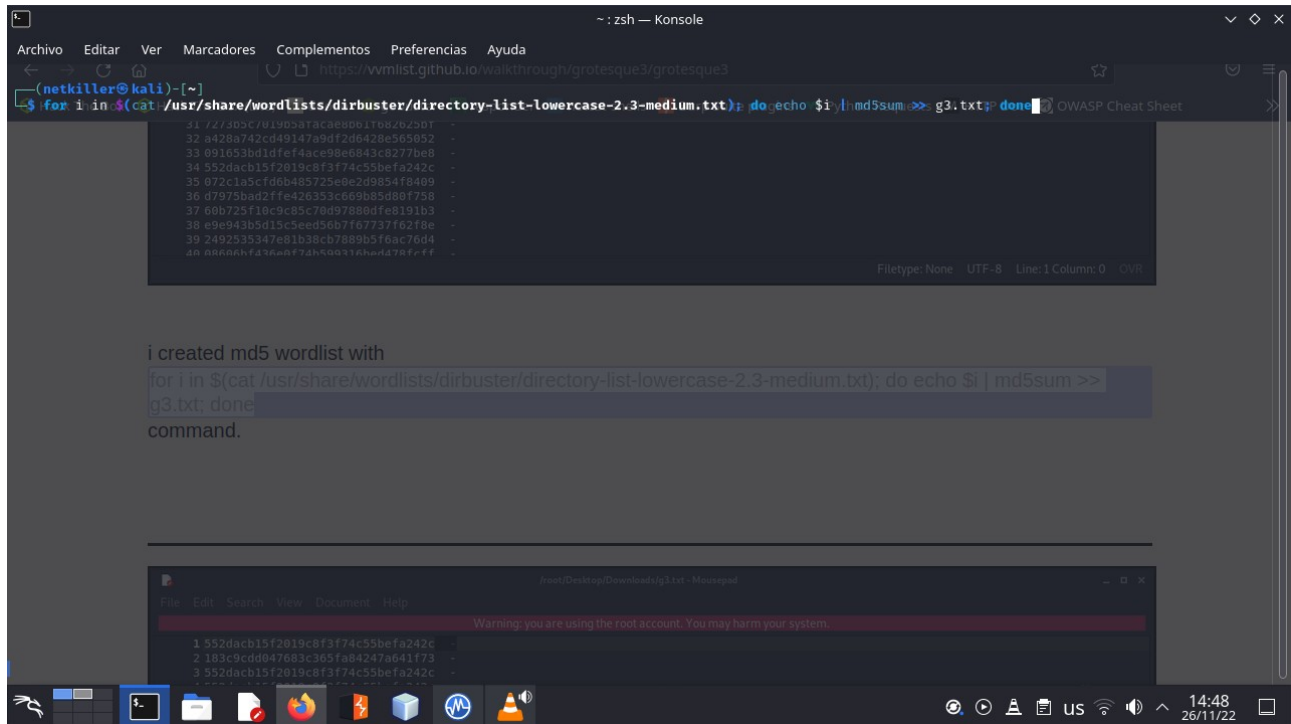 ~ : zsh — Konsole
Archivo Editar Ver Marcadores Complementos Preferencias Ayuda
https://vvmlist.github.io/walkthrough/grotesque3/grotesque3
(netkiller㉿kali)-[~]
$ for i in $(cat /usr/share/wordlists/dirbuster/directory-list-lowercase-2.3-medium.txt); do echo $i | md5sum >> g3.txt; done
OWASP Cheat Sheet
31 7273b5c7019b5afacae8b61f682625bf -
32 a428a742cd49147a9df2d6428e565052 -
33 091653bd1dfef4ace98e6843c8277be8 -
34 552dacb15f2019c8f3f74c55befa242c -
35 072c1a5cfd6b485725e0e2d9854f8409 -
36 d7975bad2ffe426353c669b85d80f758 -
37 60b725f10c9c85c70d97880dfe8191b3 -
38 e9e943b5d15c5eed56b7f67737f62f8e -
39 2492535347e81b38cb7889b5f6ac76d4 -
40 08606bf436e0f74b599316bed478fcff -
Filetype: None UTF-8 Line: 1 Column: 0 OVR
i created md5 wordlist with
for i in $(cat /usr/share/wordlists/dirbuster/directory-list-lowercase-2.3-medium.txt); do echo $i | md5sum >>
g3.txt; done
command.
/root/Desktop/Downloads/g3.txt - Mousepad
File Edit Search View Document Help
Warning: you are using the root account. You may harm your system.
1 552dacb15f2019c8f3f74c55befa242c -
2 183c9cdd047683c365fa84247a641f73 -
3 552dacb15f2019c8f3f74c55befa242c -
us
14:48
26/11/22